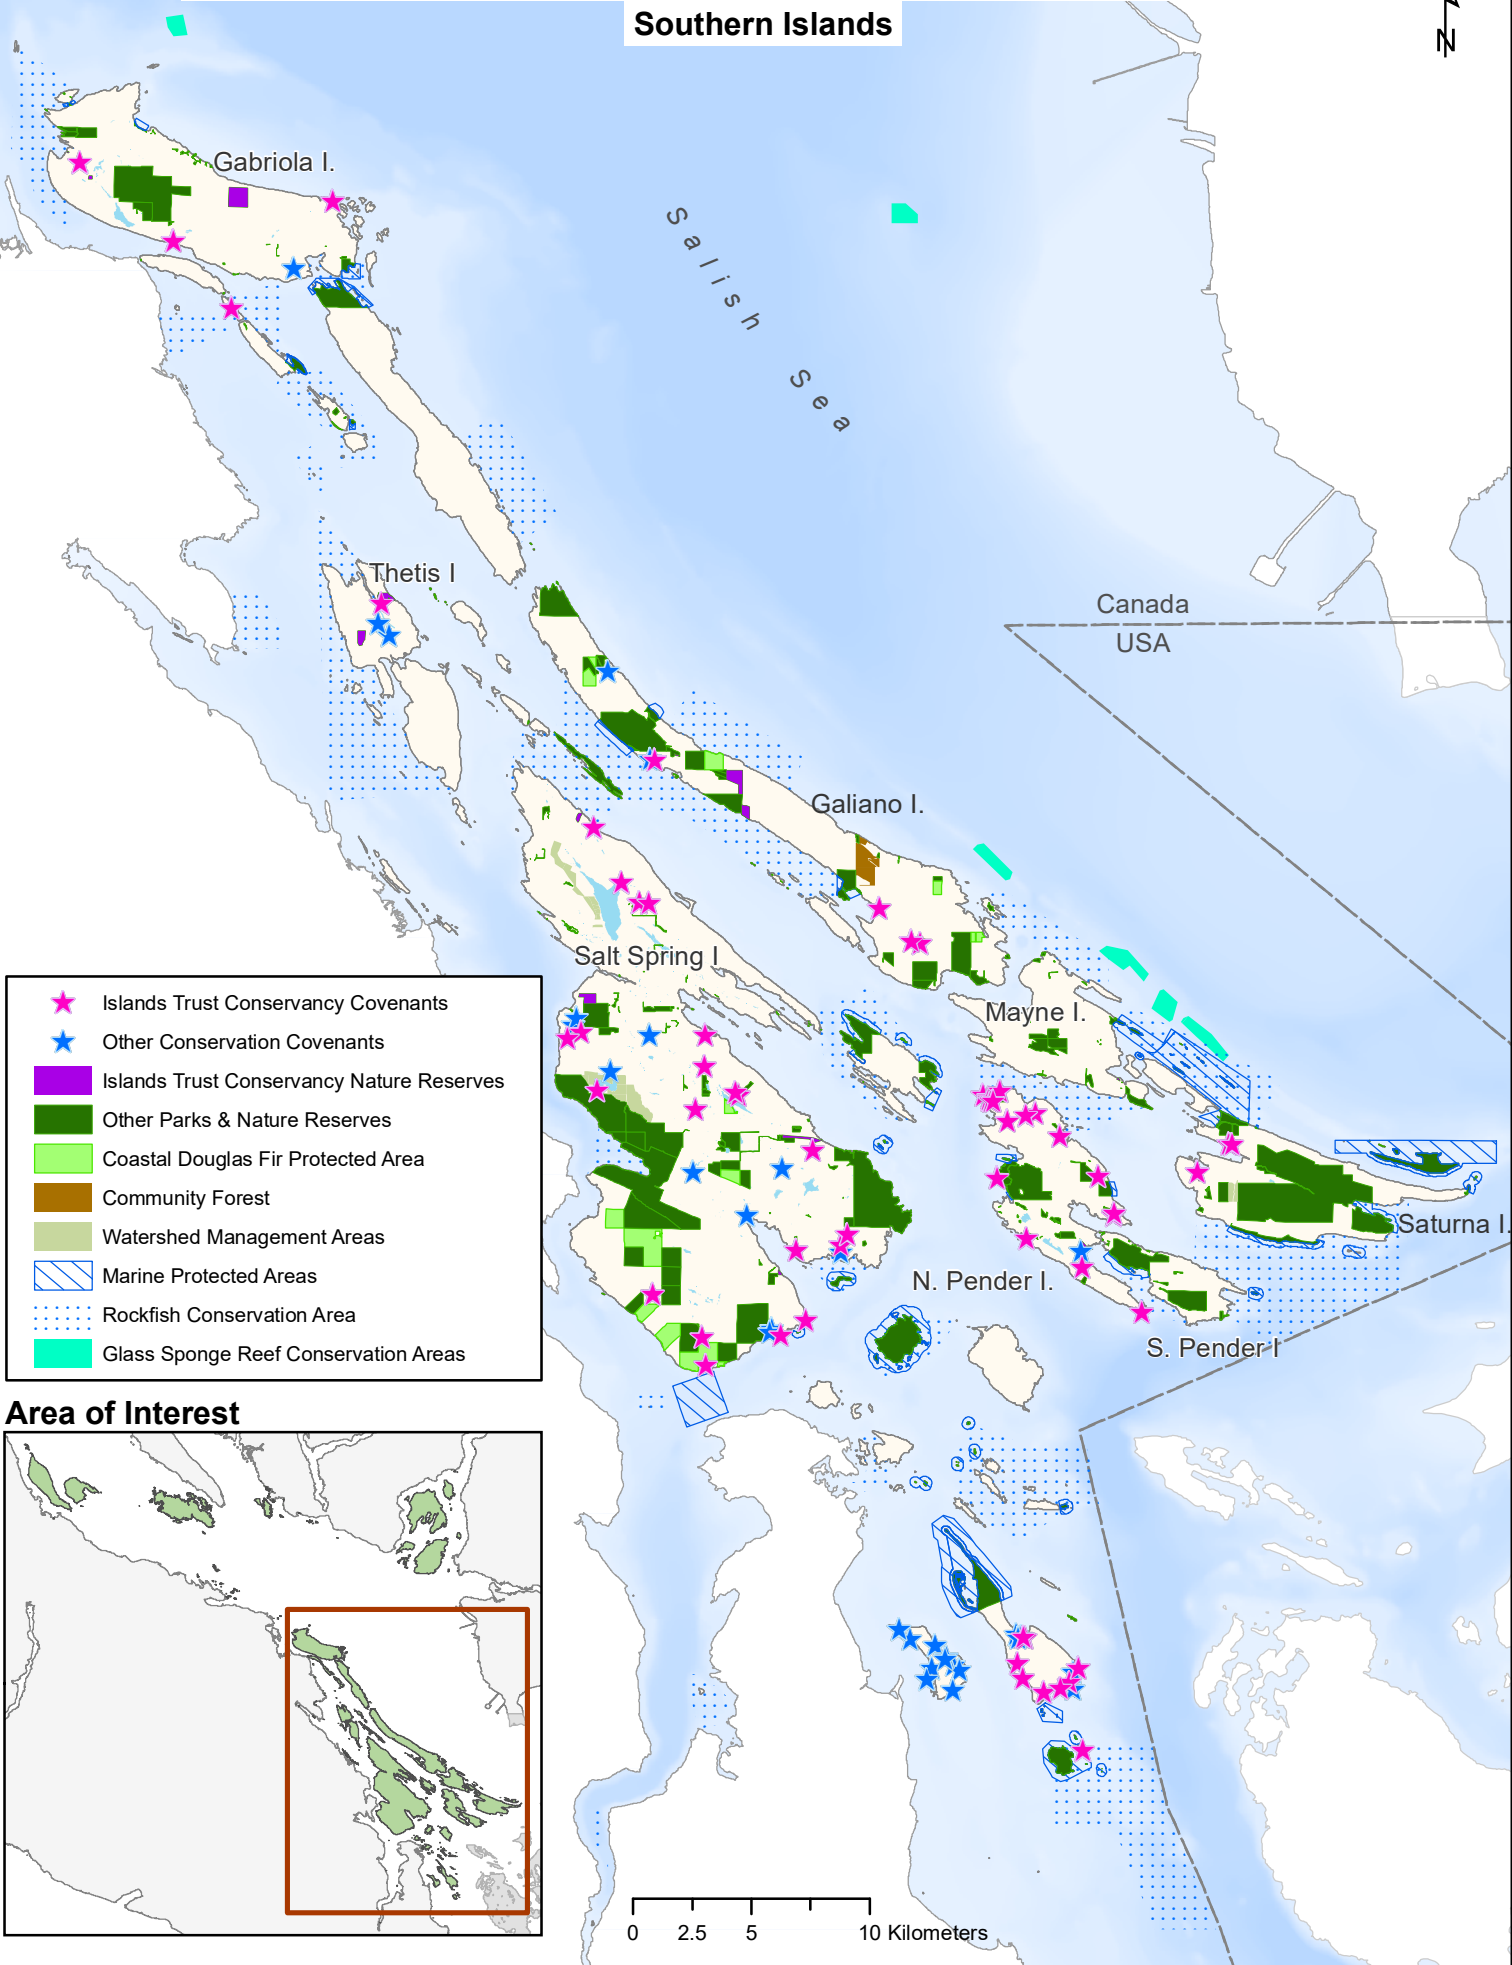 Southern Islands
N
Gabriola I.
Salish Sea
Thetis I
Canada
USA
Galiano I.
Salt Spring I
Mayne I.
Saturna I.
N. Pender I.
S. Pender I
Islands Trust Conservancy Covenants
Other Conservation Covenants
Islands Trust Conservancy Nature Reserves
Other Parks & Nature Reserves
Coastal Douglas Fir Protected Area
Community Forest
Watershed Management Areas
Marine Protected Areas
Rockfish Conservation Area
Glass Sponge Reef Conservation Areas
Area of Interest
0 2.5 5 10 Kilometers